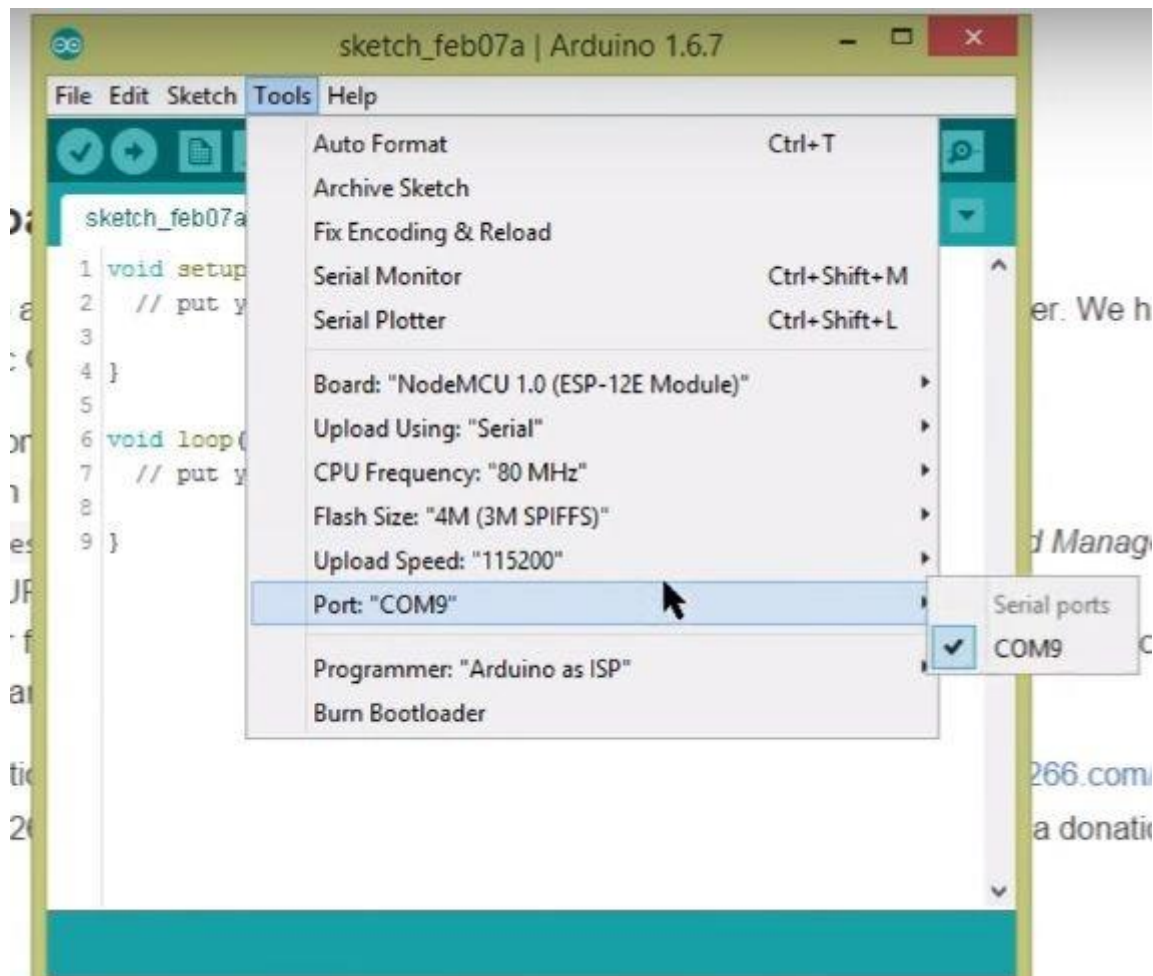 sketch_feb07a | Arduino 1.6.7
File Edit Sketch Tools Help
Auto Format Ctrl+T
Archive Sketch
Fix Encoding & Reload
Serial Monitor Ctrl+Shift+M
Serial Plotter Ctrl+Shift+L
Board: "NodeMCU 1.0 (ESP-12E Module)"
Upload Using: "Serial"
CPU Frequency: "80 MHz"
Flash Size: "4M (3M SPIFFS)"
Upload Speed: "115200"
Port: "COM9"
Serial ports
COM9
Programmer: "Arduino as ISP"
Burn Bootloader
sketch_feb07a
1 void setup
2 // put y
3
4 }
5
6 void loop(
7 // put y
8
9 }
er. We h
d Manag
266.com/
a donatio